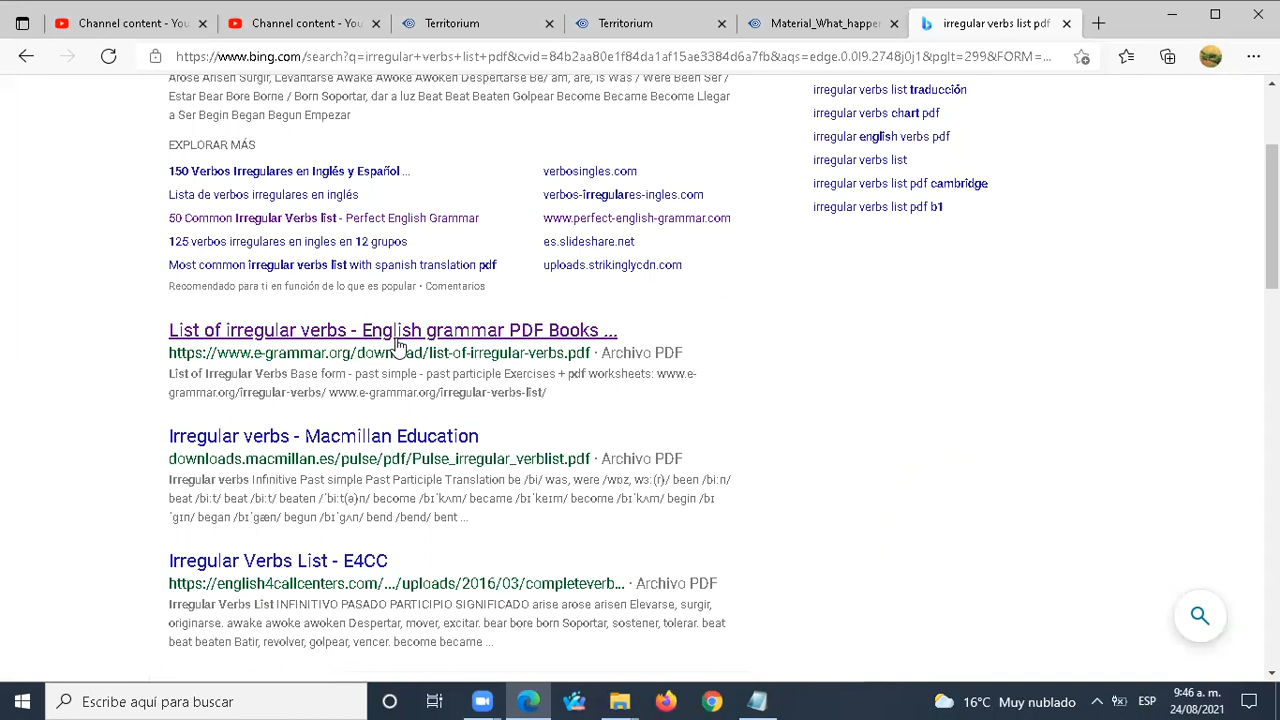 Channel content - You
Channel content - You
Territorium
Territorium
Material_What_happen
irregular verbs list pdf
https://www.bing.com/search?q=irregular+verbs+list+pdf&cvid=84b2aa80e1f84da1af15ae3384d6a7fb&aqs=edge.0.0l9.2748j0j1&pglt=299&FORM=...
Arose Arisen Surgir, Levantarse Awake Awoke Awoken Despertarse Be/ am, are, is Was / Were Been Ser /
Estar Bear Bore Borne / Born Soportar, dar a luz Beat Beat Beaten Golpear Become Became Become Llegar
a Ser Begin Began Begun Empezar
EXPLORAR MÁS
150 Verbos Irregulares en Inglés y Español ... verbosingles.com
Lista de verbos irregulares en inglés verbos-irregulares-ingles.com
50 Common Irregular Verbs list - Perfect English Grammar www.perfect-english-grammar.com
125 verbos irregulares en ingles en 12 grupos es.slideshare.net
Most common irregular verbs list with spanish translation pdf uploads.strikinglycdn.com
Recomendado para ti en función de lo que es popular • Comentarios
List of irregular verbs - English grammar PDF Books ...
https://www.e-grammar.org/download/list-of-irregular-verbs.pdf · Archivo PDF
List of Irregular Verbs Base form - past simple - past participle Exercises + pdf worksheets: www.e-
grammar.org/irregular-verbs/ www.e-grammar.org/irregular-verbs-list/
Irregular verbs - Macmillan Education
downloads.macmillan.es/pulse/pdf/Pulse_irregular_verblist.pdf · Archivo PDF
Irregular verbs Infinitive Past simple Past Participle Translation be /bi/ was, were /wɒz, wɜː(r)/ been /biːn/
beat /biːt/ beat /biːt/ beaten /ˈbiːt(ə)n/ become /bɪˈkʌm/ became /bɪˈkeɪm/ become /bɪˈkʌm/ begin /bɪ
ˈgɪn/ began /bɪˈgæn/ begun /bɪˈgʌn/ bend /bend/ bent ...
Irregular Verbs List - E4CC
https://english4callcenters.com/.../uploads/2016/03/completeverb... · Archivo PDF
Irregular Verbs List INFINITIVO PASADO PARTICIPIO SIGNIFICADO arise arose arisen Elevarse, surgir,
originarse. awake awoke awoken Despertar, mover, excitar. bear bore born Soportar, sostener, tolerar. beat
beat beaten Batir, revolver, golpear, vencer. become became ...
irregular verbs list traducción
irregular verbs chart pdf
irregular english verbs pdf
irregular verbs list
irregular verbs list pdf cambridge
irregular verbs list pdf b1
Escribe aquí para buscar
16°C Muy nublado
ESP
9:46 a. m.
24/08/2021